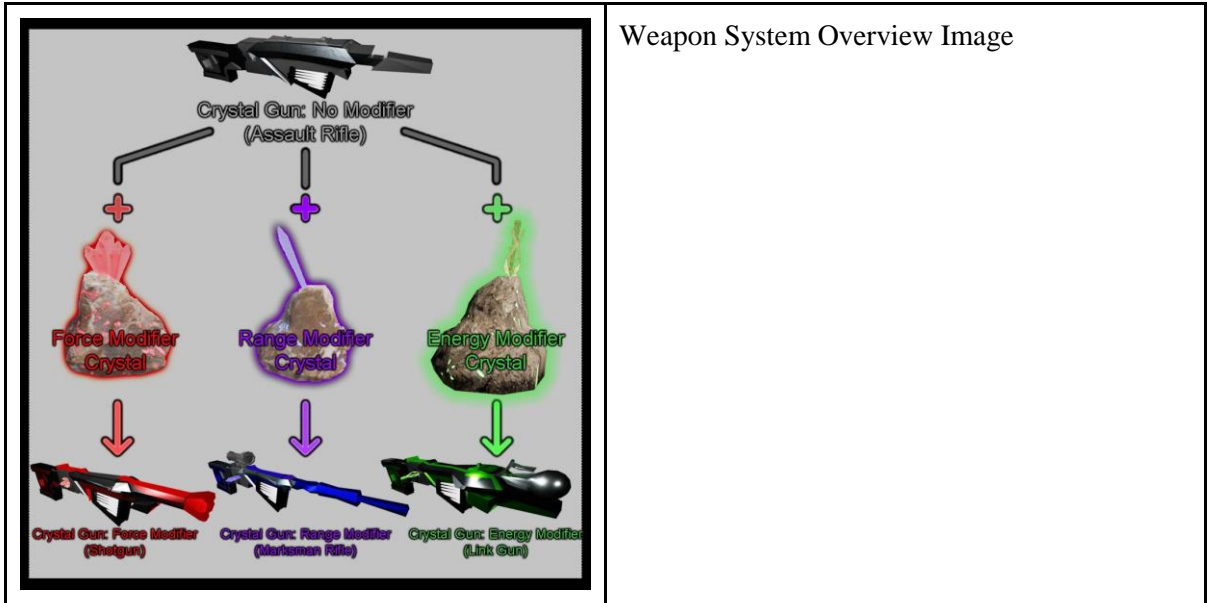 Crystal Gun: No Modifier
(Assault Rifle)
Force Modifier
Crystal
Range Modifier
Crystal
Energy Modifier
Crystal
Crystal Gun: Force Modifier
(Shotgun)
Crystal Gun: Range Modifier
(Marksman Rifle)
Crystal Gun: Energy Modifier
(Link Gun)
Weapon System Overview Image